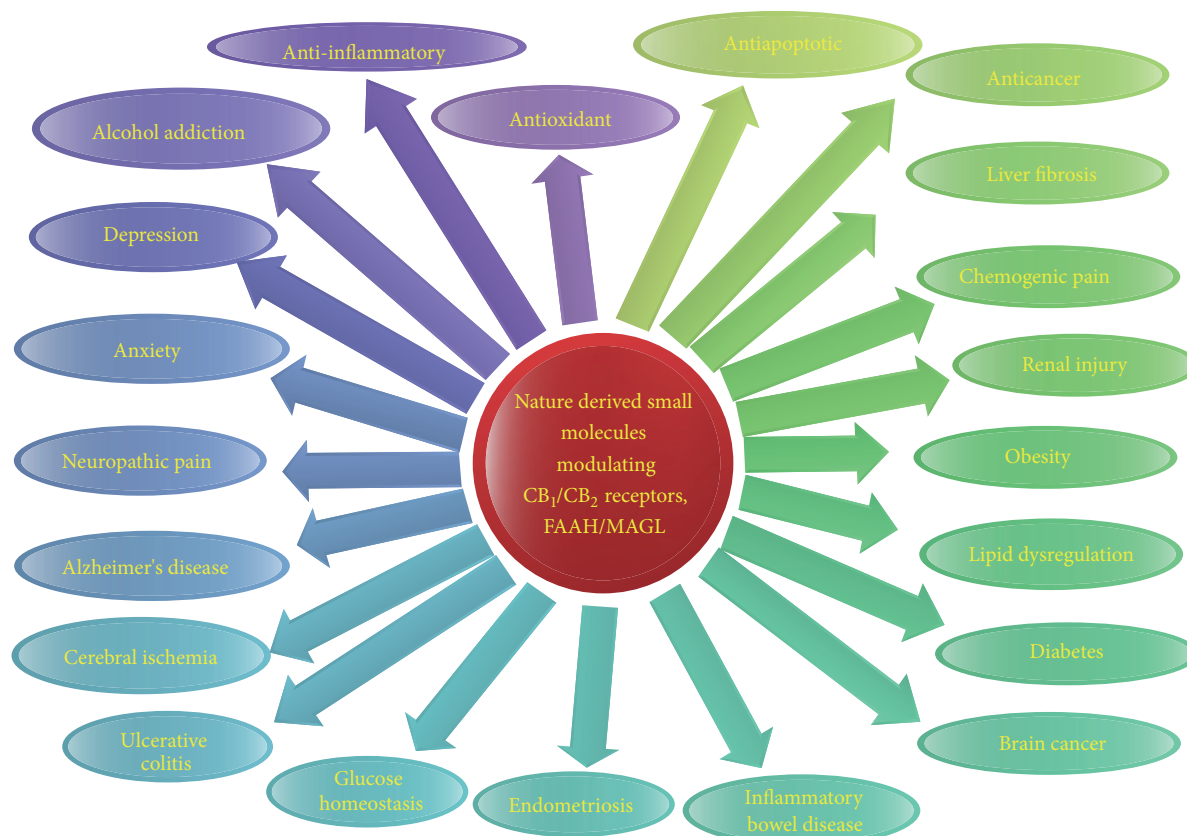 Anti-inflammatory
Antiapoptotic
Anticancer
Antioxidant
Alcohol addiction
Liver fibrosis
Depression
Chemogenic pain
Anxiety
Renal injury
Nature derived small
molecules
modulating
CB₁/CB₂ receptors,
FAAH/MAGL
Neuropathic pain
Obesity
Alzheimer's disease
Lipid dysregulation
Cerebral ischemia
Diabetes
Ulcerative
colitis
Brain cancer
Glucose
homeostasis
Endometriosis
Inflammatory
bowel disease